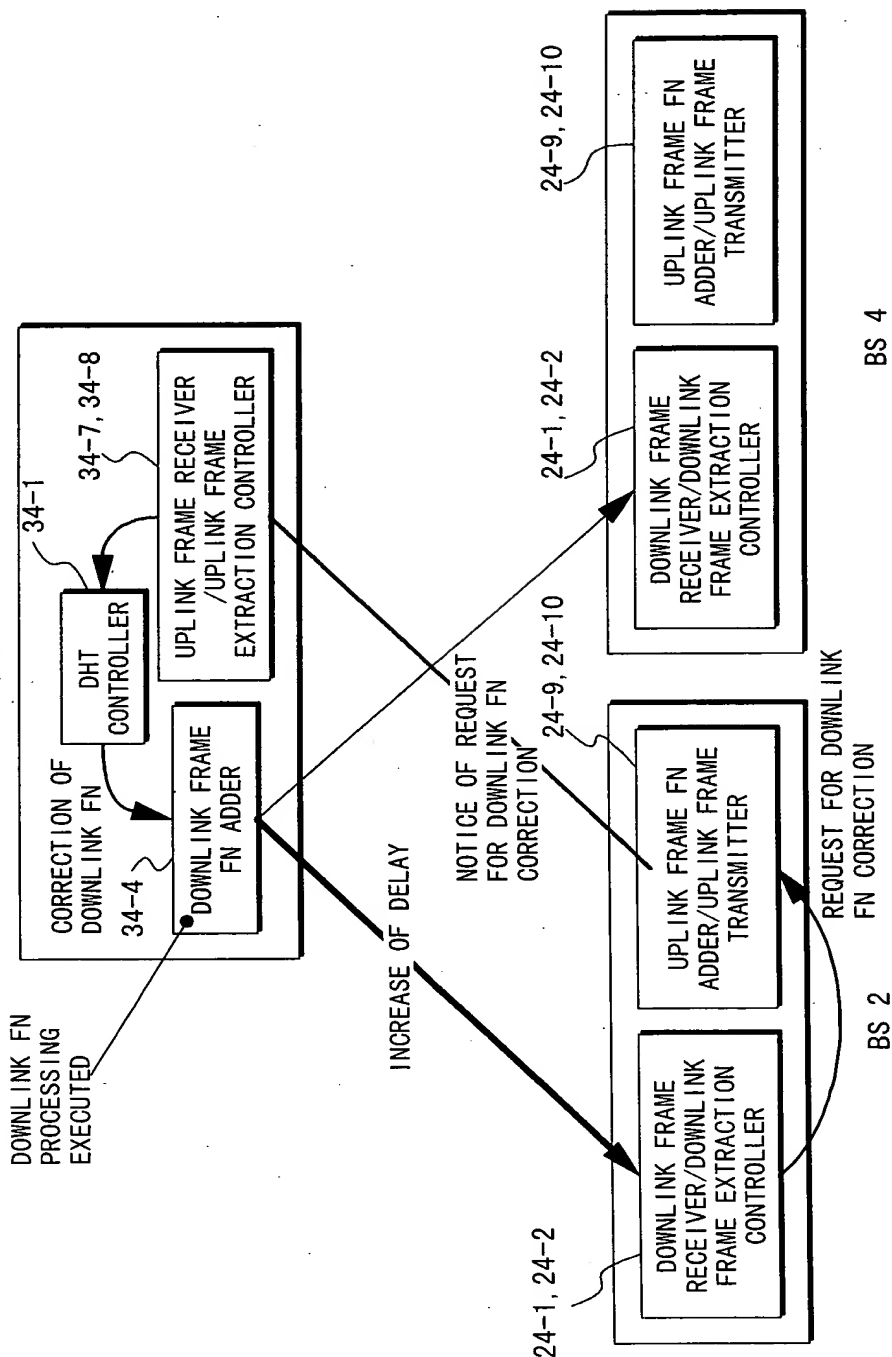 DOWNLINK FN
PROCESSING
EXECUTED
CORRECTION OF
DOWNLINK FN
34-4
DOWNLINK FRAME
FN ADDER
DHT
CONTROLLER
34-1
UPLINK FRAME RECEIVER
/UPLINK FRAME
EXTRACTION CONTROLLER
34-7, 34-8
INCREASE OF DELAY
NOTICE OF REQUEST
FOR DOWNLINK FN
CORRECTION
24-1, 24-2
DOWNLINK FRAME
RECEIVER/DOWNLINK
FRAME EXTRACTION
CONTROLLER
24-9, 24-10
UPLINK FRAME FN
ADDER/UPLINK FRAME
TRANSMITTER
REQUEST FOR DOWNLINK
FN CORRECTION
BS 2
24-1, 24-2
DOWNLINK FRAME
RECEIVER/DOWNLINK
FRAME EXTRACTION
CONTROLLER
24-9, 24-10
UPLINK FRAME FN
ADDER/UPLINK FRAME
TRANSMITTER
BS 4